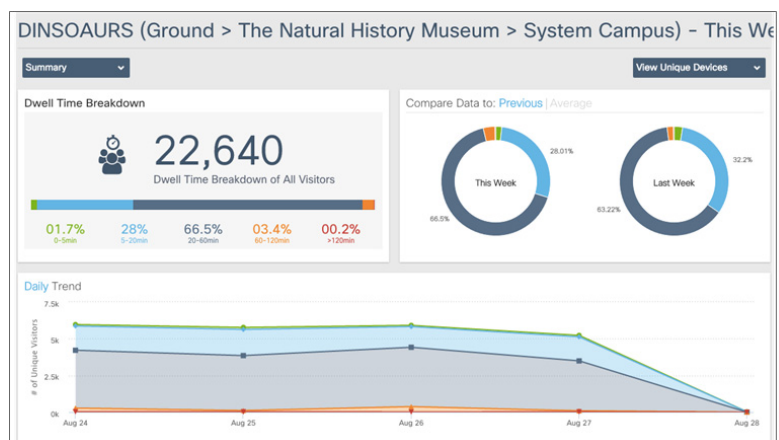 DINSOAURS (Ground > The Natural History Museum > System Campus) - This We
Summary
View Unique Devices
Dwell Time Breakdown
22,640
Dwell Time Breakdown of All Visitors
01.7% 28% 66.5% 03.4% 00.2%
0-5min 5-20min 20-60min 60-120min >120min
Compare Data to: Previous | Average
This Week
28.01%
66.5%
Last Week
32.2%
63.22%
Daily Trend
# of Unique Visitors
7.5k
5k
2.5k
0k
Aug 24 Aug 25 Aug 26 Aug 27 Aug 28